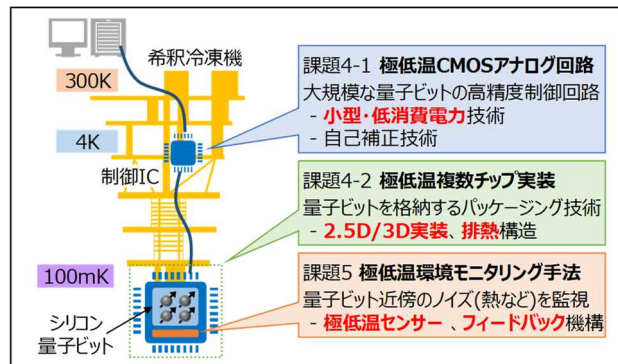 希釈冷凍機
300K
4K
制御IC
100mK
シリコン
量子ビット
課題4-1 極低温CMOSアナログ回路
大規模な量子ビットの高精度制御回路
- 小型・低消費電力技術
- 自己補正技術
課題4-2 極低温複数チップ実装
量子ビットを格納するパッケージング技術
- 2.5D/3D実装、排熱構造
課題5 極低温環境モニタリング手法
量子ビット近傍のノイズ(熱など)を監視
- 極低温センサー、フィードバック機構